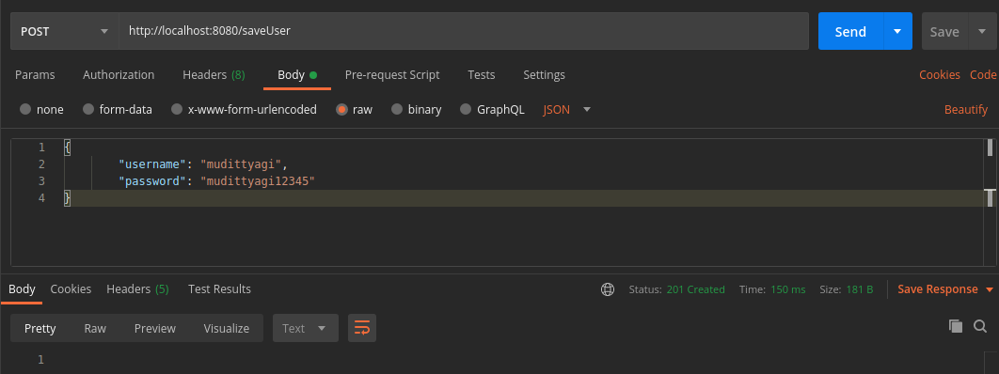 POST http://localhost:8080/saveUser Send Save
Params Authorization Headers (8) Body Pre-request Script Tests Settings Cookies Code
none form-data x-www-form-urlencoded raw binary GraphQL JSON Beautify
1 {
2 "username": "mudittyagi",
3 "password": "mudittyagi12345"
4 }
Body Cookies Headers (5) Test Results Status: 201 Created Time: 150 ms Size: 181 B Save Response
Pretty Raw Preview Visualize Text
1